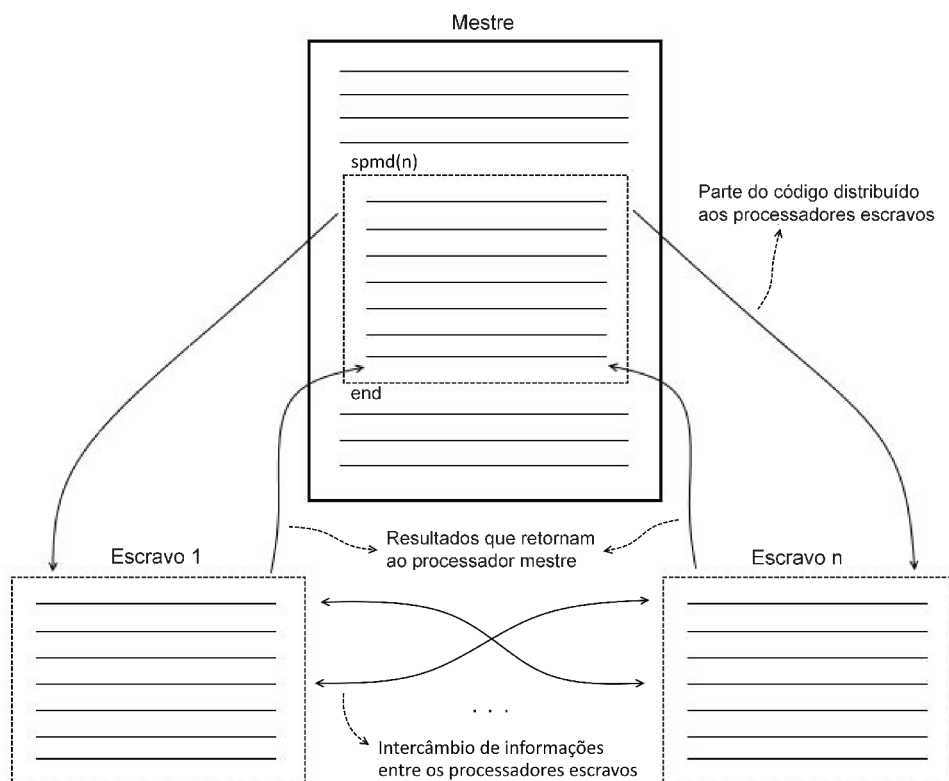 Mestre
spmd(n)
Parte do código distribuído
aos processadores escravos
end
Resultados que retornam
ao processador mestre
Escravo 1
Escravo n
. . .
Intercâmbio de informações
entre os processadores escravos